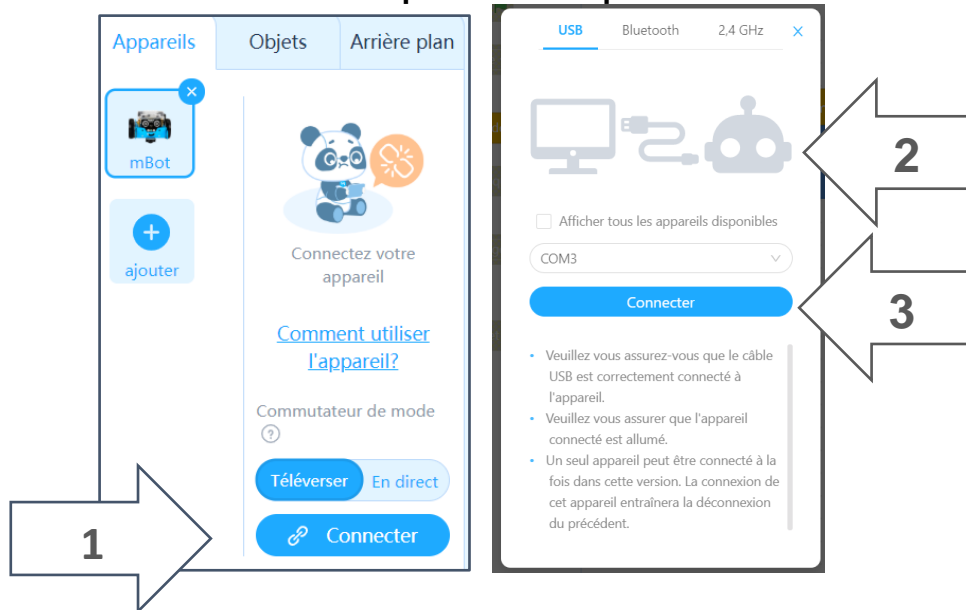 Appareils
Objets
Arrière plan
mBot
ajouter
Connectez votre
appareil
Comment utiliser
l'appareil?
Commutateur de mode
?
Téléverser
En direct
Connecter
1
USB
Bluetooth
2,4 GHz
X
2
Afficher tous les appareils disponibles
COM3
Connecter
3
Veuillez vous assurez-vous que le câble
USB est correctement connecté à
l'appareil.
Veuillez vous assurer que l'appareil
connecté est allumé.
Un seul appareil peut être connecté à la
fois dans cette version. La connexion de
cet appareil entraînera la déconnexion
du précédent.